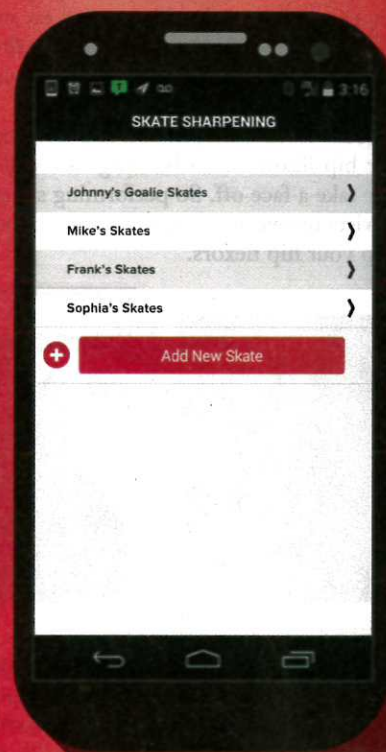 3:16
SKATE SHARPENING
Johnny's Goalie Skates
Mike's Skates
Frank's Skates
Sophia's Skates
Add New Skate